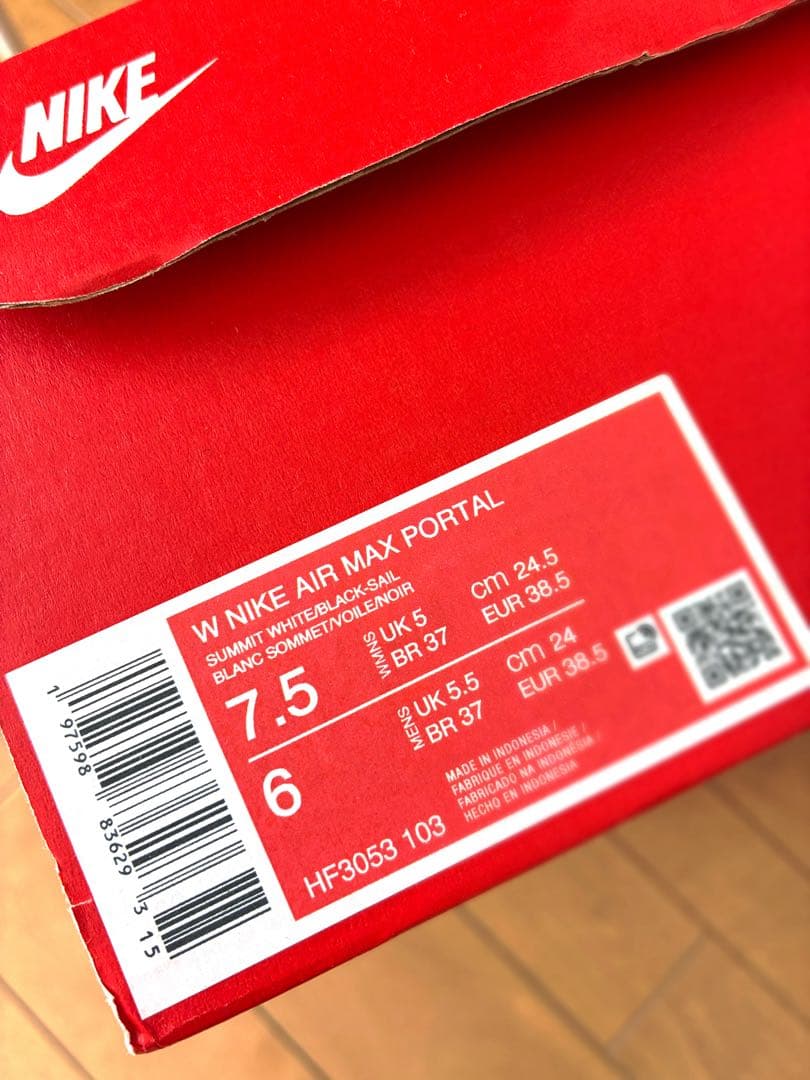 NIKE
W NIKE AIR MAX PORTAL
SUMMIT WHITE/BLACK-SAIL
BLANC SOMMET/VOILE/NOIR
7.5 WMNS UK 5 cm 24.5
BR 37 EUR 38.5
6 MENS UK 5.5 cm 24
BR 37 EUR 38.5
MADE IN INDONESIA /
FABRIQUE EN INDONESIE /
FABRICADO NA INDONESIA /
HECHO EN INDONESIA
HF3053 103
1 97598 83629 3 15